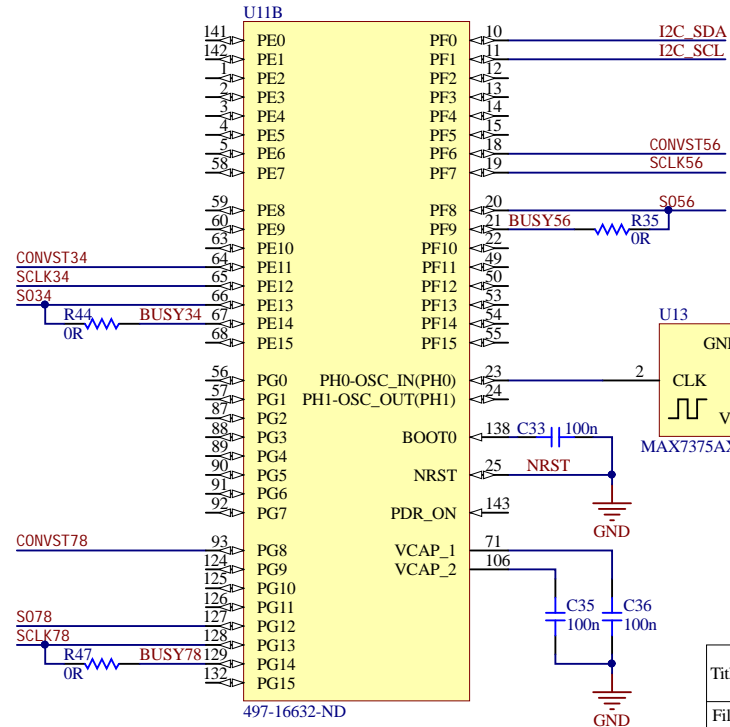 U11B
141 PE0 PF0 10 I2C_SDA
142 PE1 PF1 11 I2C_SCL
1 PE2 PF2 12
2 PE3 PF3 13
3 PE4 PF4 14
4 PE5 PF5 15
5 PE6 PF6 18 CONVST56
58 PE7 PF7 19 SCLK56
59 PE8 PF8 20 SO56
60 PE9 PF9 21 BUSY56 R35
0R
63 PE10 PF10 22
CONVST34 64 PE11 PF11 49
SCLK34 65 PE12 PF12 50
SO34 66 PE13 PF13 53
R44 BUSY34 67 PE14 PF14 54
0R
68 PE15 PF15 55
U13
GN
2 CLK
V
MAX7375AX
56 PG0 PH0-OSC_IN(PH0) 23
57 PG1 PH1-OSC_OUT(PH1) 24
87 PG2
88 PG3 BOOT0 138 C33 100n
89 PG4
90 PG5 NRST 25 NRST
91 PG6
92 PG7 PDR_ON 143
GND
CONVST78 93 PG8 VCAP_1 71
124 PG9 VCAP_2 106
125 PG10
126 PG11
SO78 127 PG12
SCLK78 128 PG13
R47 BUSY78 129 PG14
0R
132 PG15
C35 C36
100n 100n
GND
497-16632-ND
Tit
Fil